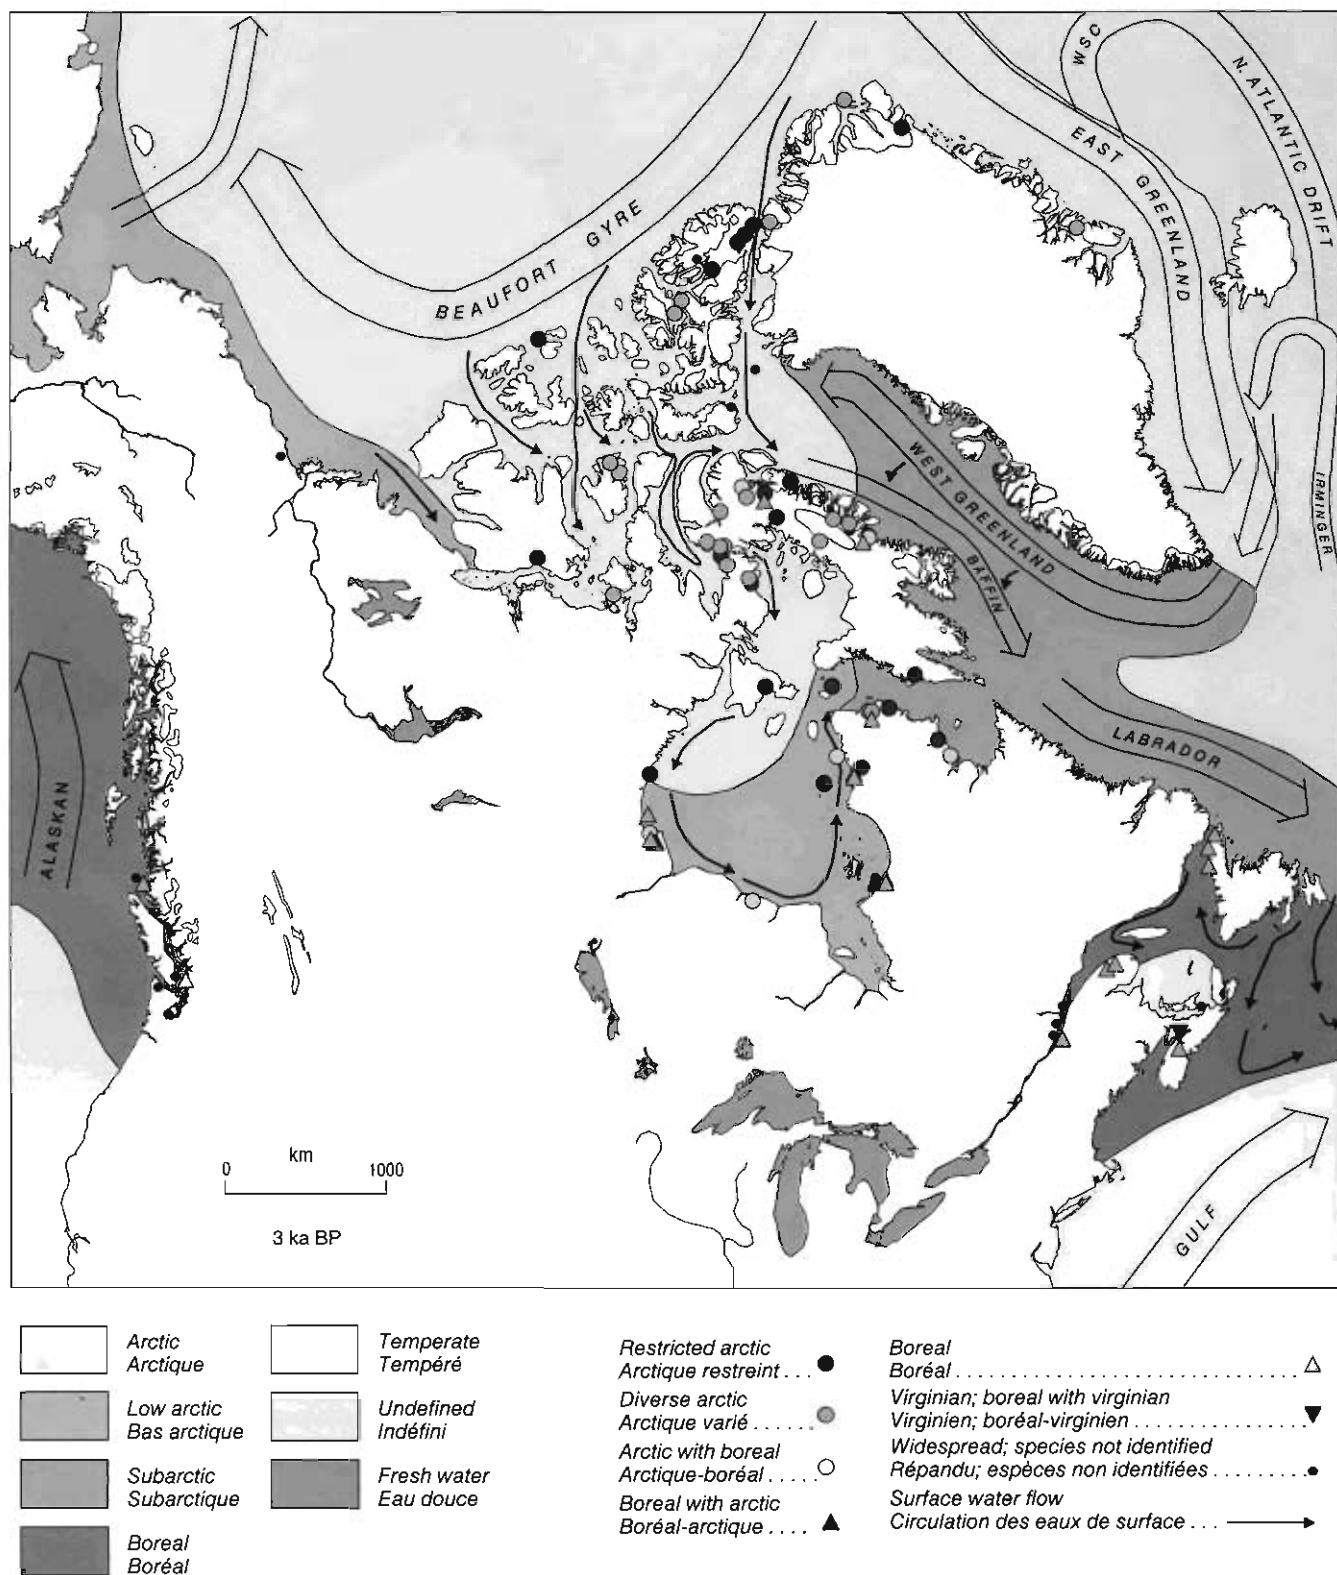 WSC
N. ATLANTIC DRIFT
EAST GREENLAND
BEAUFORT GYRE
WEST GREENLAND
BAFFIN
IRMINGER
LABRADOR
ALASKAN
GULF
km
0 1000
3 ka BP
Arctic
Arctique
Low arctic
Bas arctique
Subarctic
Subarctique
Boreal
Boréal
Temperate
Tempéré
Undefined
Indéfini
Fresh water
Eau douce
Restricted arctic
Arctique restreint ....
Diverse arctic
Arctique varié .......
Arctic with boreal
Arctique-boréal .....
Boreal with arctic
Boréal-arctique ....
Boreal
Boréal ..............................
Virginian; boreal with virginian
Virginien; boréal-virginien ..................
Widespread; species not identified
Répandu; espèces non identifiées ........
Surface water flow
Circulation des eaux de surface ...